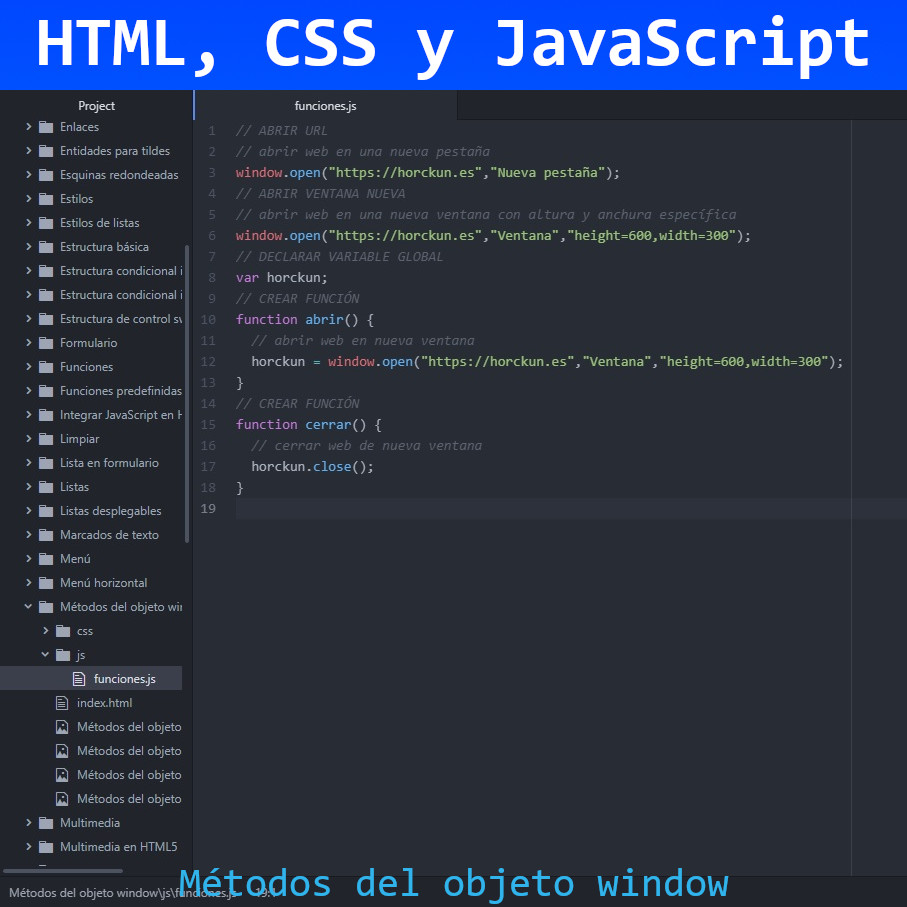 HTML, CSS y JavaScript
Project
Enlaces
Entidades para tildes
Esquinas redondeadas
Estilos
Estilos de listas
Estructura básica
Estructura condicional i
Estructura condicional i
Estructura de control sw
Formulario
Funciones
Funciones predefinidas
Integrar JavaScript en H
Limpiar
Lista en formulario
Listas
Listas desplegables
Marcados de texto
Menú
Menú horizontal
Métodos del objeto win
css
js
funciones.js
index.html
Métodos del objeto
Métodos del objeto
Métodos del objeto
Métodos del objeto
Multimedia
Multimedia en HTML5
funciones.js
1 // ABRIR URL
2 // abrir web en una nueva pestaña
3 window.open("https://horckun.es","Nueva pestaña");
4 // ABRIR VENTANA NUEVA
5 // abrir web en una nueva ventana con altura y anchura específica
6 window.open("https://horckun.es","Ventana","height=600,width=300");
7 // DECLARAR VARIABLE GLOBAL
8 var horckun;
9 // CREAR FUNCIÓN
10 function abrir() {
11 // abrir web en nueva ventana
12 horckun = window.open("https://horckun.es","Ventana","height=600,width=300");
13 }
14 // CREAR FUNCIÓN
15 function cerrar() {
16 // cerrar web de nueva ventana
17 horckun.close();
18 }
19
Métodos del objeto window\js\funciones.js 19:1
Métodos del objeto window